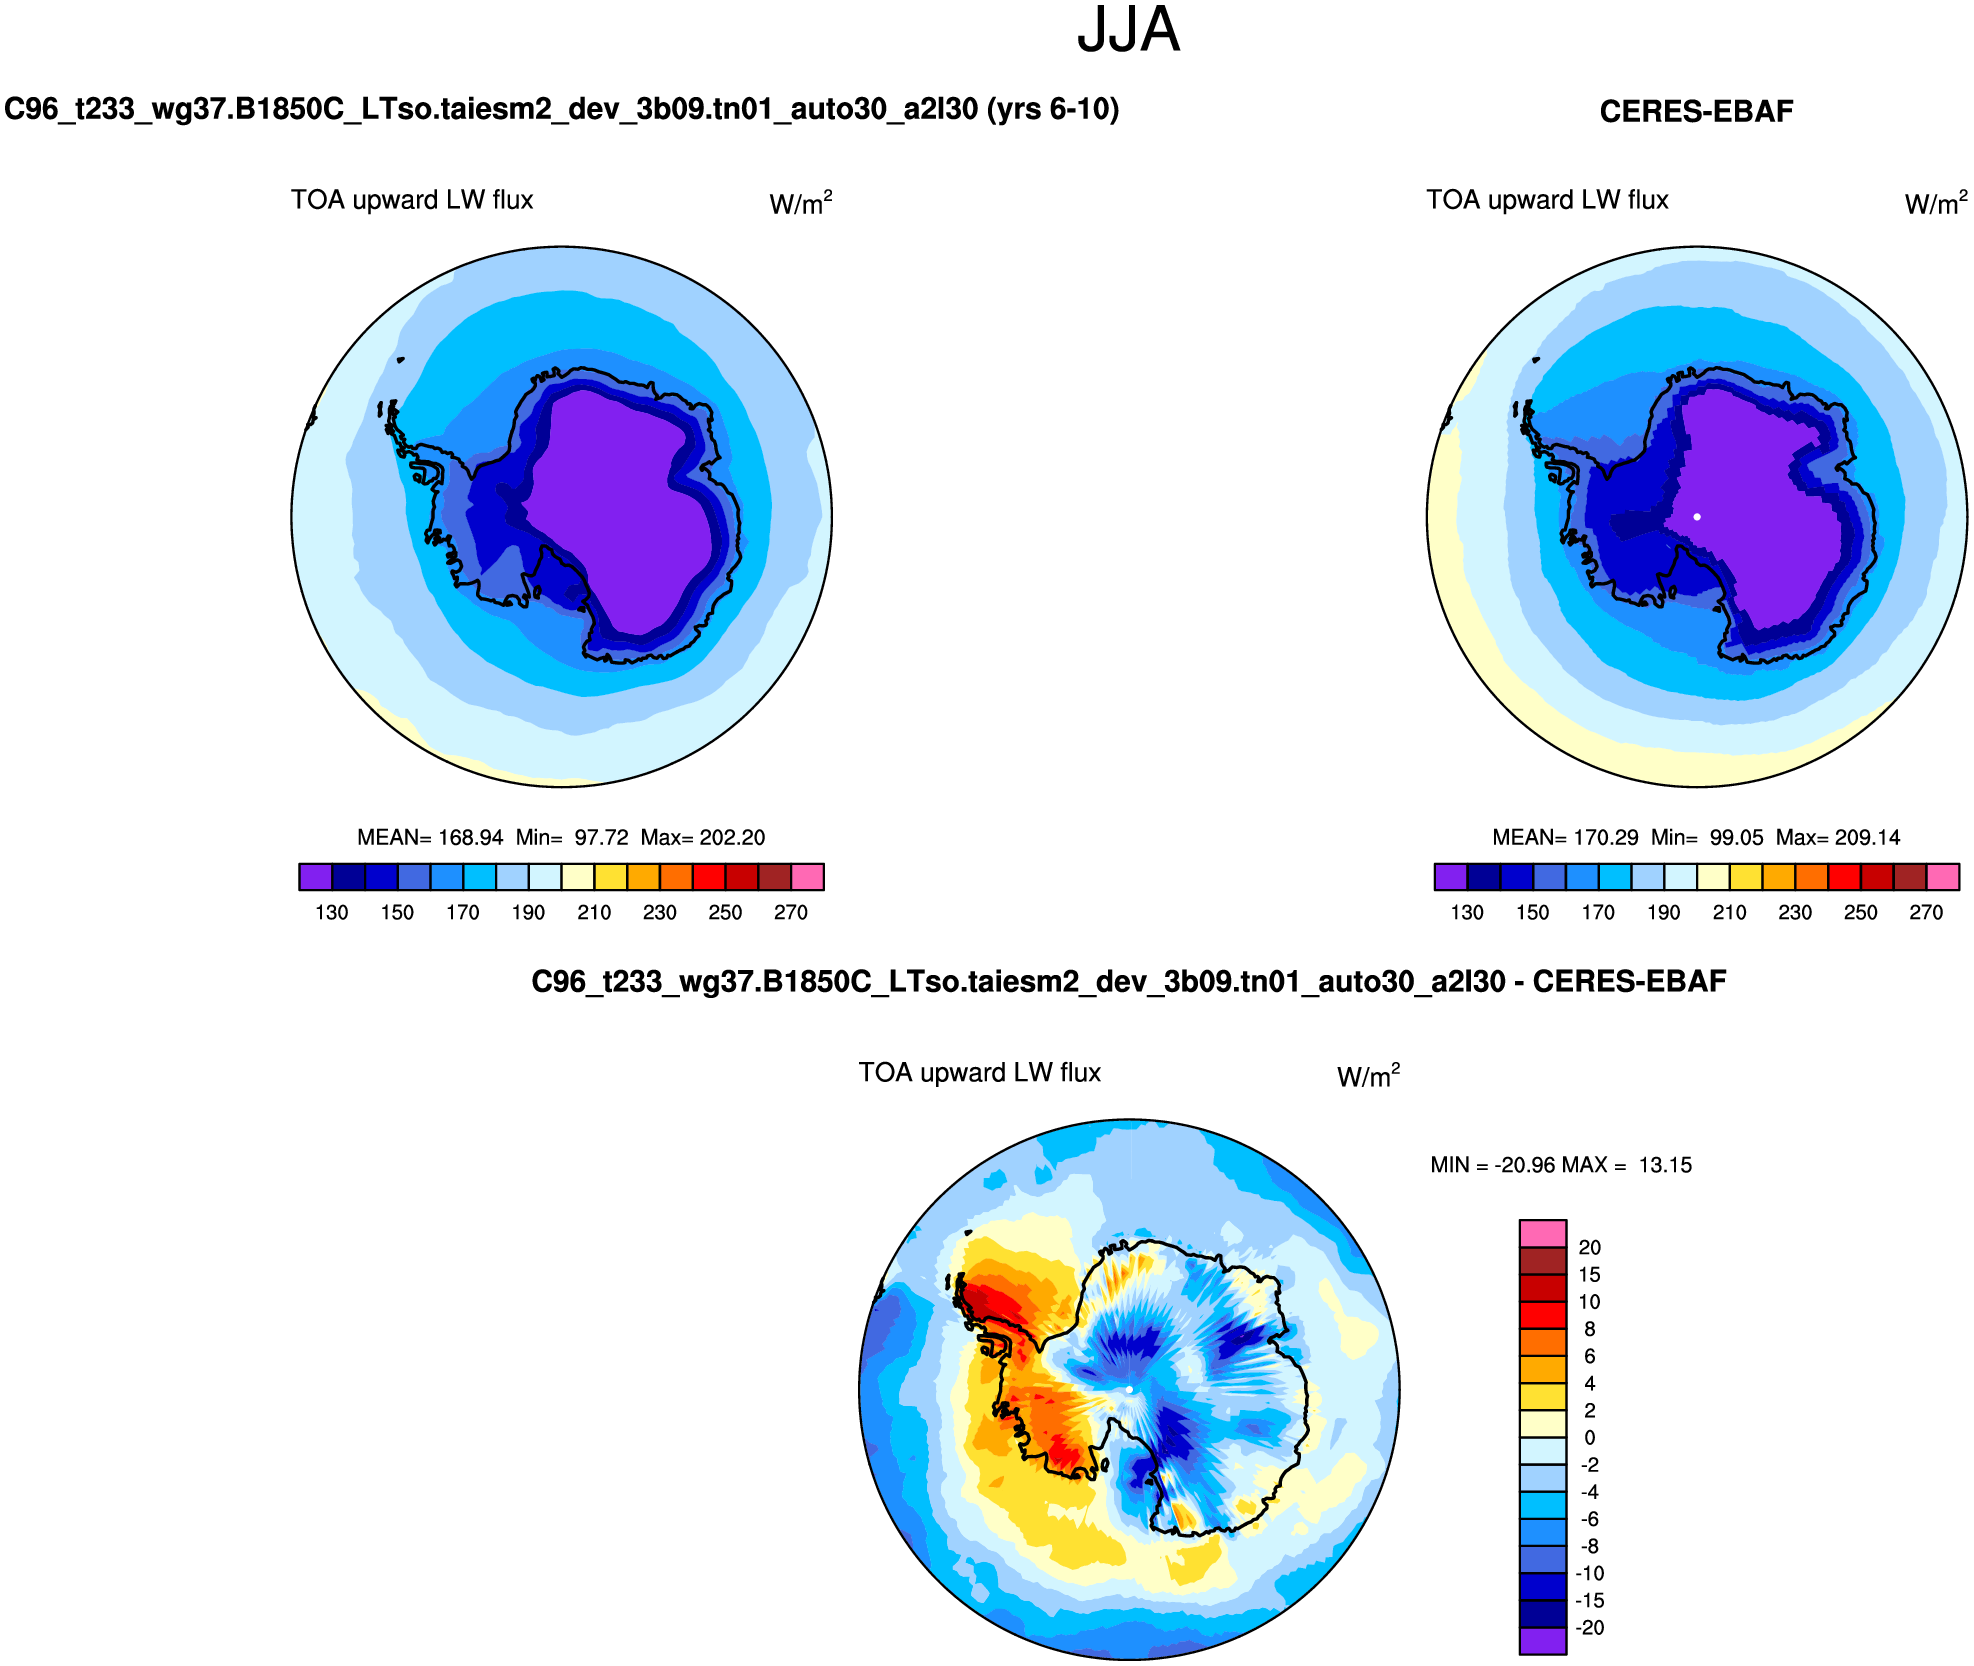 JJA
C96_t233_wg37.B1850C_LTso.taiesm2_dev_3b09.tn01_auto30_a2l30 (yrs 6-10)
CERES-EBAF
TOA upward LW flux W/m²
TOA upward LW flux W/m²
MEAN= 168.94 Min= 97.72 Max= 202.20
130 150 170 190 210 230 250 270
MEAN= 170.29 Min= 99.05 Max= 209.14
130 150 170 190 210 230 250 270
C96_t233_wg37.B1850C_LTso.taiesm2_dev_3b09.tn01_auto30_a2l30 - CERES-EBAF
TOA upward LW flux W/m²
MIN = -20.96 MAX = 13.15
20
15
10
8
6
4
2
0
-2
-4
-6
-8
-10
-15
-20